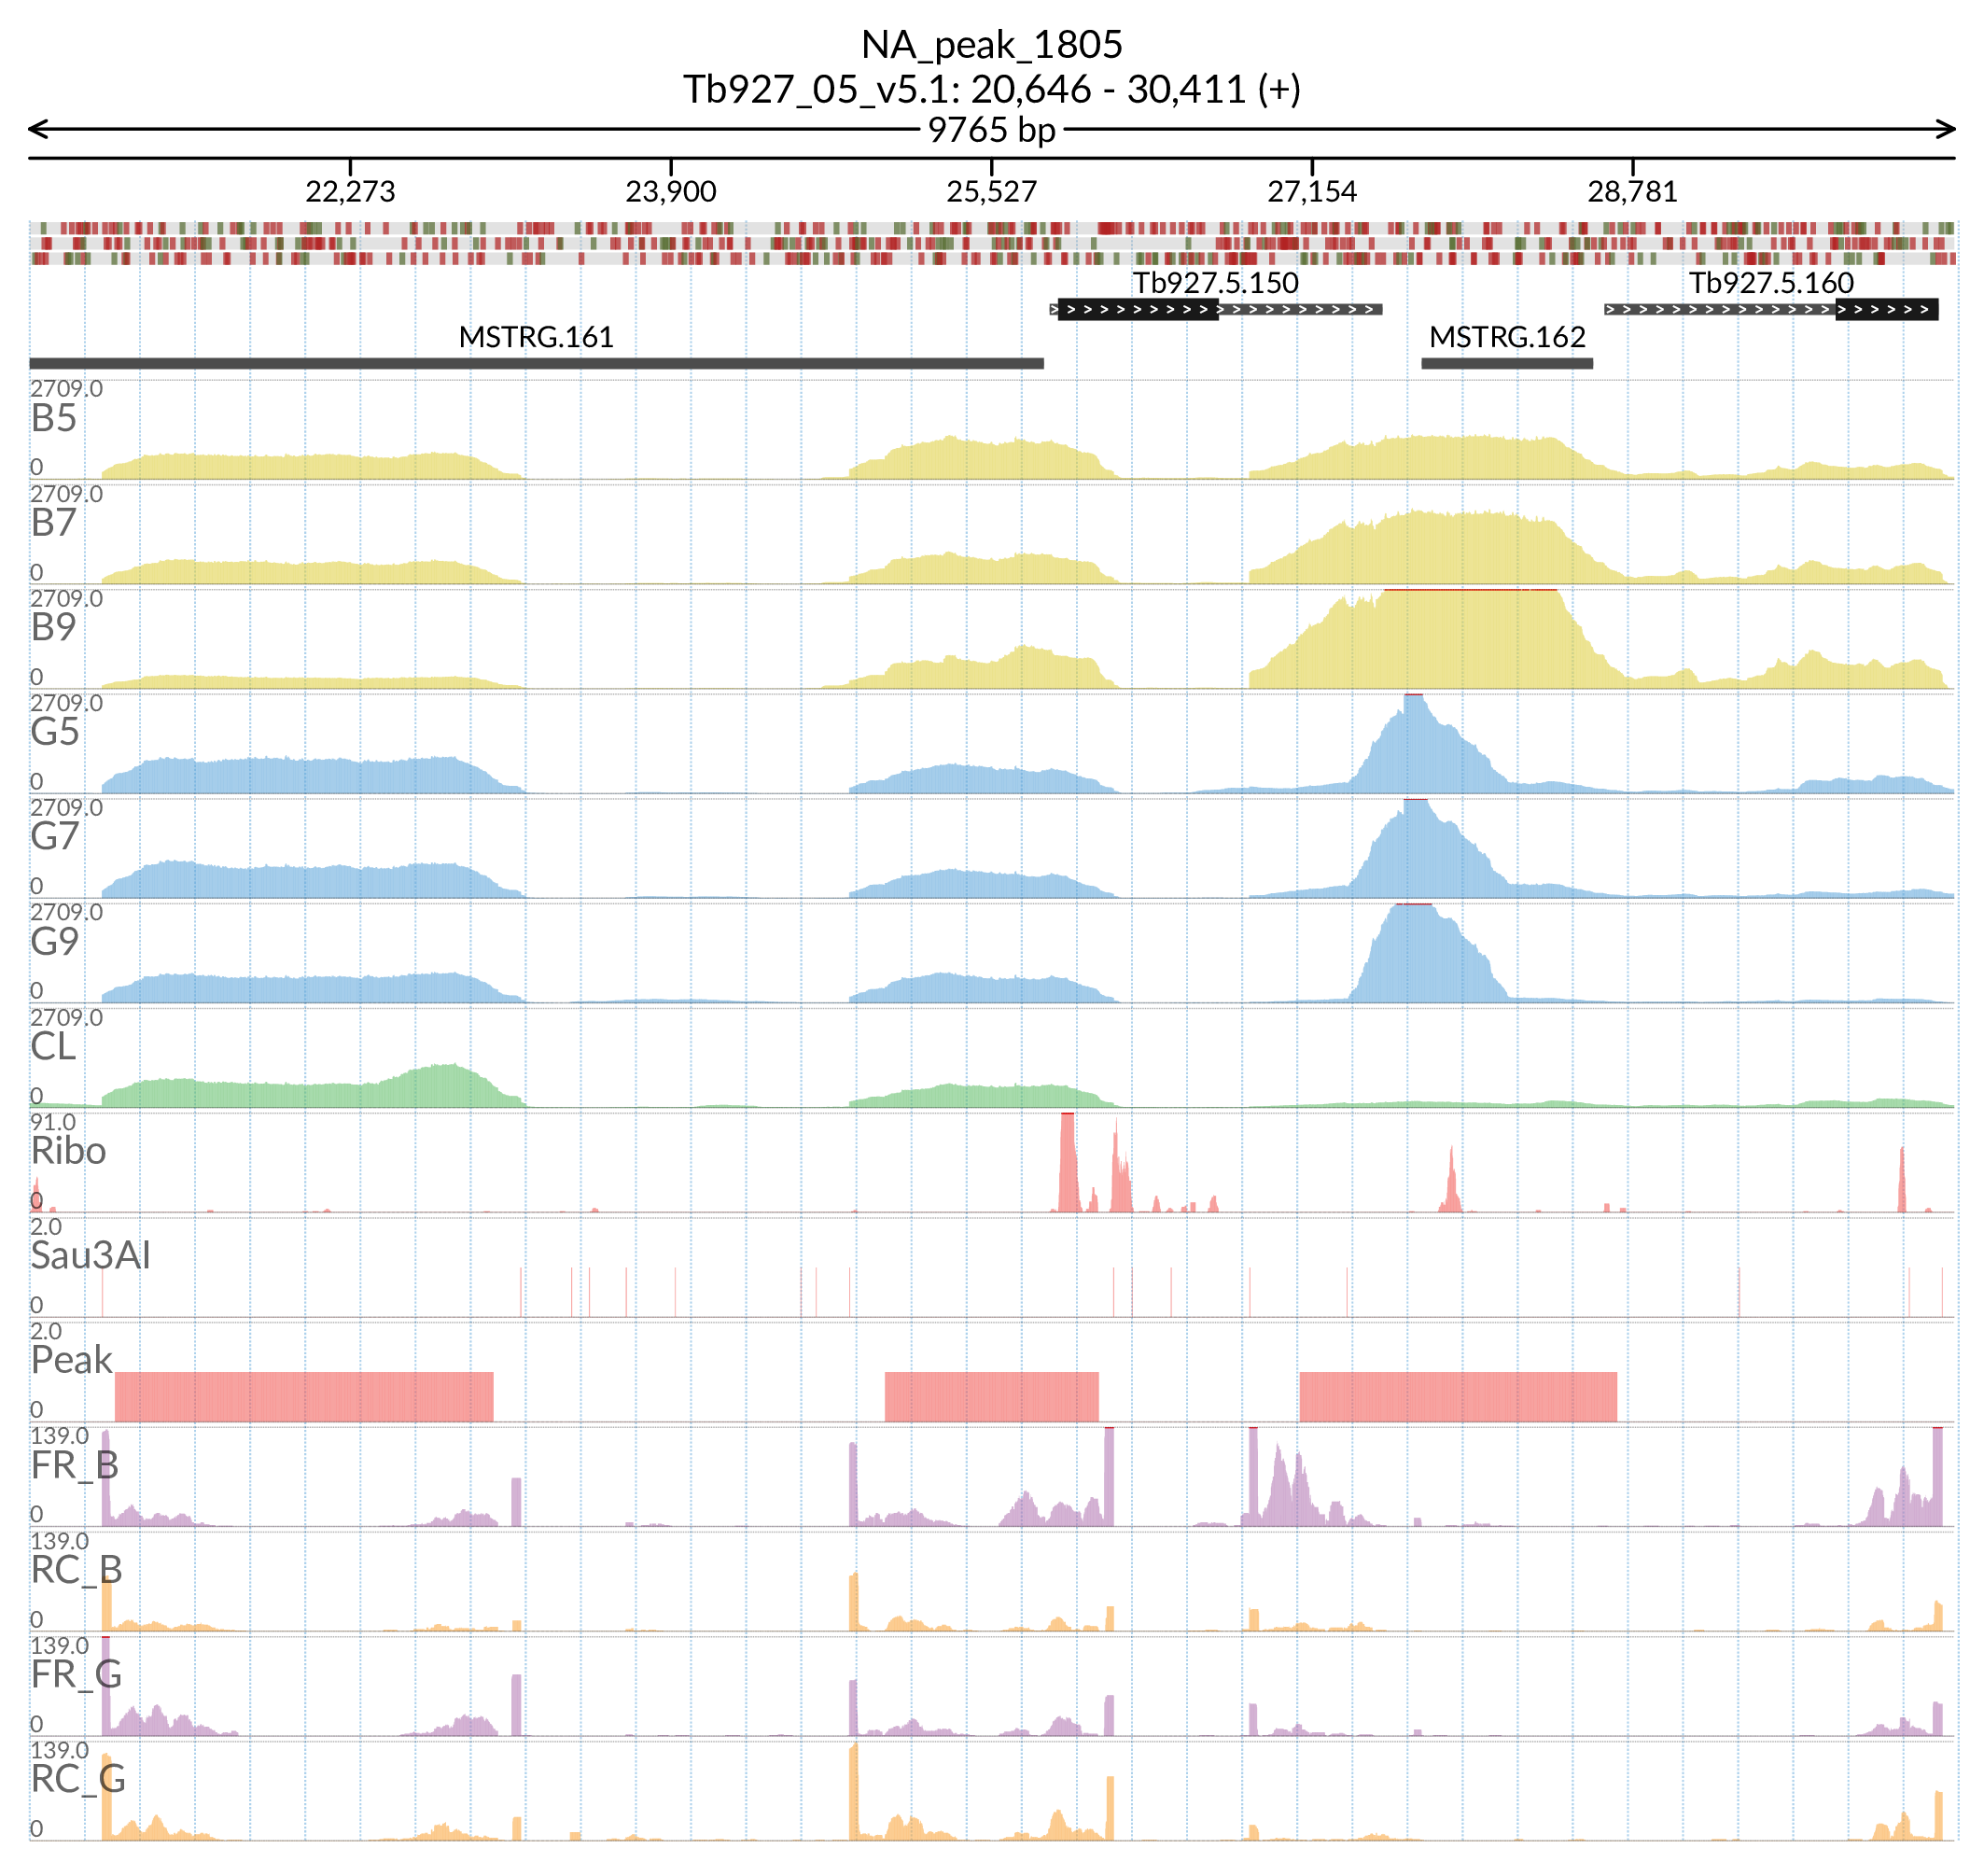 NA_peak_1805
Tb927_05_v5.1: 20,646 - 30,411 (+)
9765 bp
22,273 23,900 25,527 27,154 28,781
Tb927.5.150 Tb927.5.160
MSTRG.161 MSTRG.162
2709.0
B5
0
2709.0
B7
0
2709.0
B9
0
2709.0
G5
0
2709.0
G7
0
2709.0
G9
0
2709.0
CL
0
91.0
Ribo
0
2.0
Sau3AI
0
2.0
Peak
0
139.0
FR_B
0
139.0
RC_B
0
139.0
FR_G
0
139.0
RC_G
0